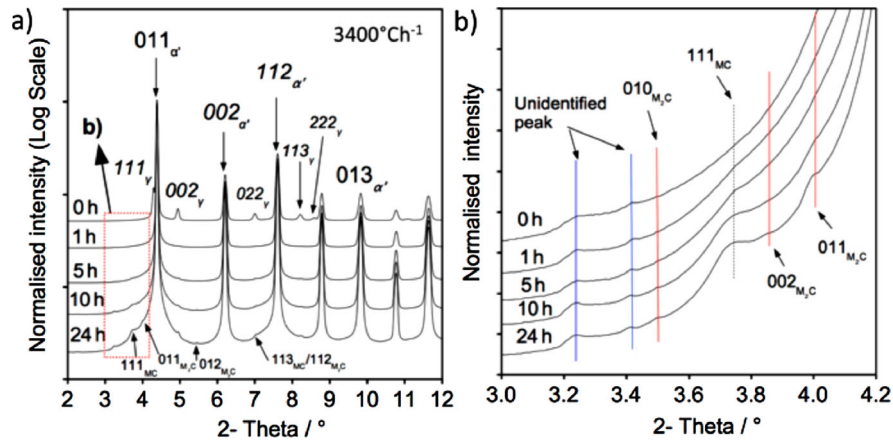 a)
3400°Ch⁻¹
Normalised intensity (Log Scale)
011α′
112α′
002α′
b)
111γ
002γ
022γ
113γ
222γ
013α′
0 h
1 h
5 h
10 h
24 h
111MC
011M₂C
012M₂C
113MC/112M₂C
2 3 4 5 6 7 8 9 10 11 12
2- Theta / °
b)
Normalised intensity
Unidentified
peak
010M₂C
111MC
0 h
1 h
5 h
10 h
24 h
002M₂C
011M₂C
3.0 3.2 3.4 3.6 3.8 4.0 4.2
2- Theta / °